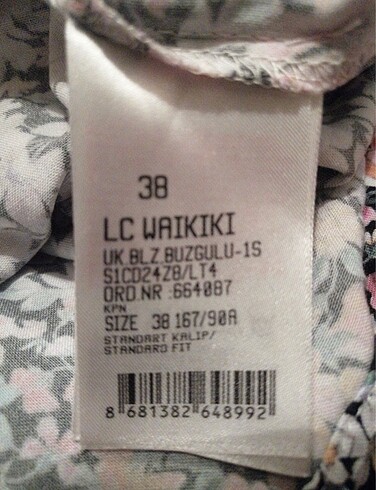 38
LC WAIKIKI
UK.BLZ.BUZGULU-1S
S1CD24Z8/LT4
ORD.NR :664087
KPN
SIZE 38 167/90A
STANDART KALIP/
STANDARD FIT
8 681382 648992